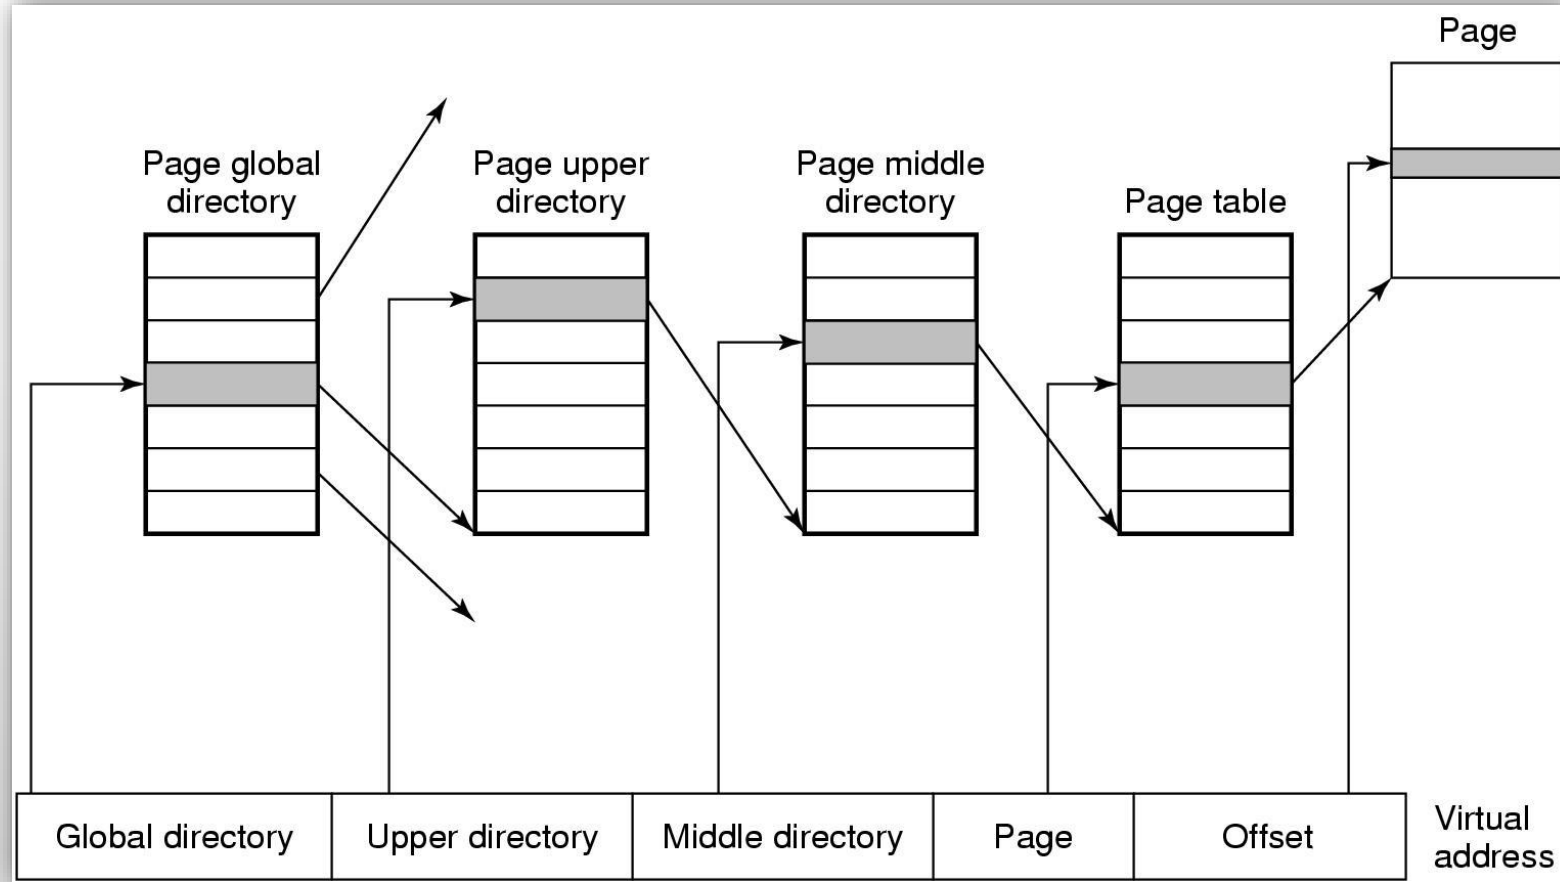 Page
Page global
directory
Page upper
directory
Page middle
directory
Page table
Global directory
Upper directory
Middle directory
Page
Offset
Virtual
address